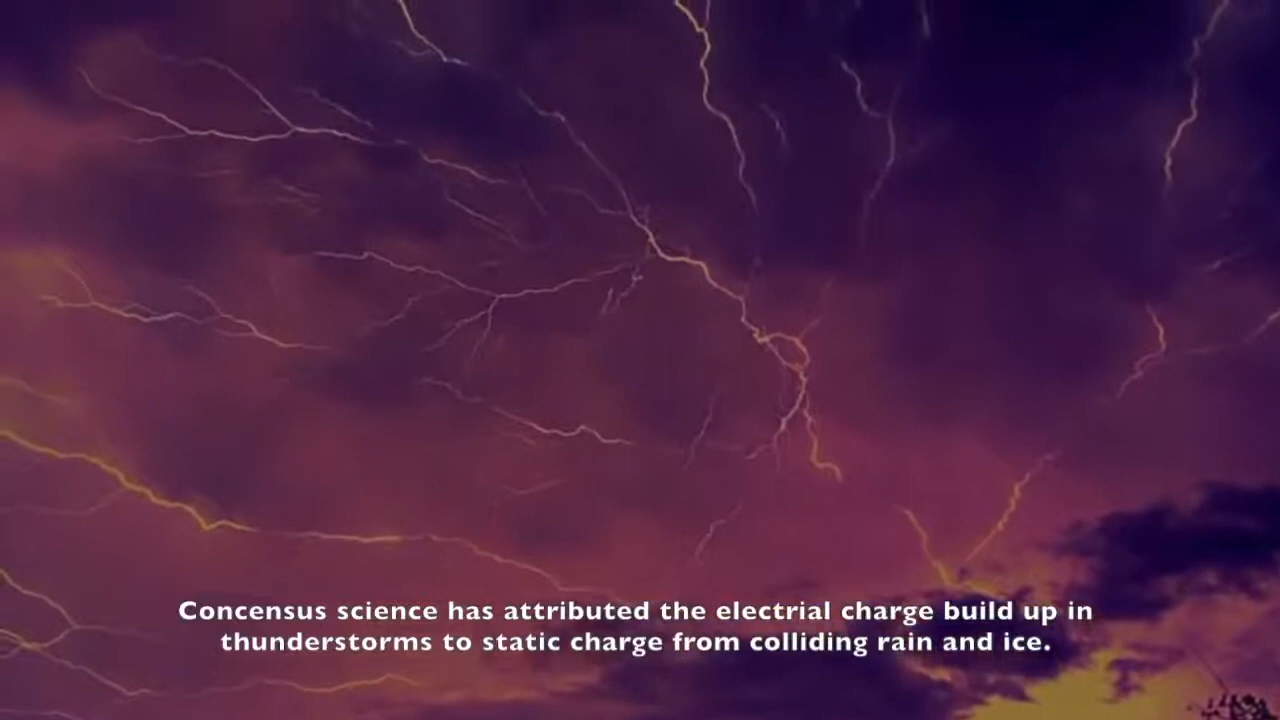 Concensus science has attributed the electrial charge build up in
thunderstorms to static charge from colliding rain and ice.